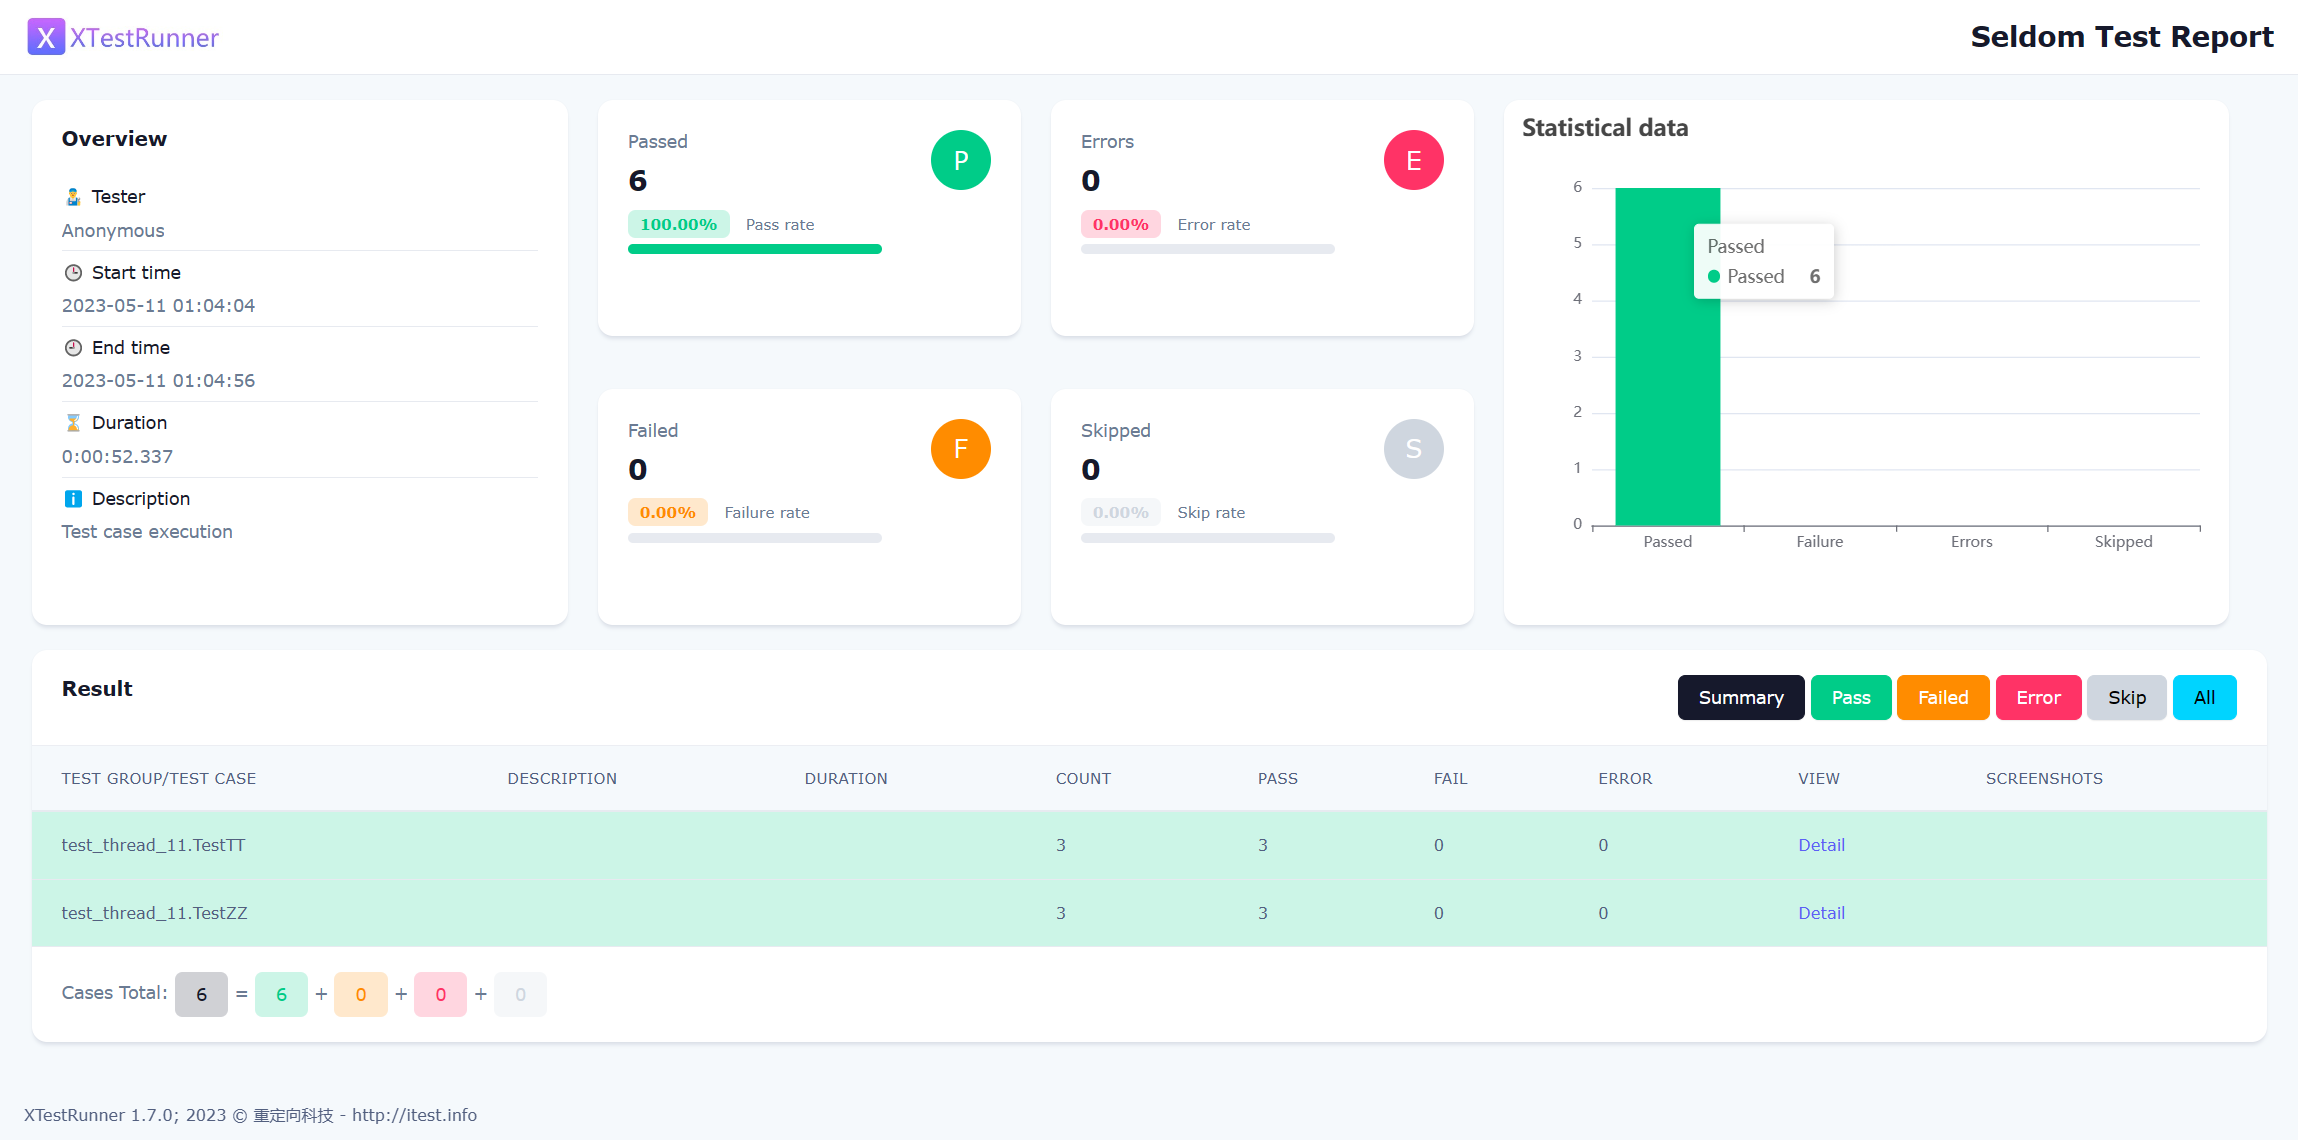 X XTestRunner
Seldom Test Report
Overview
Tester
Anonymous
Start time
2023-05-11 01:04:04
End time
2023-05-11 01:04:56
Duration
0:00:52.337
Description
Test case execution
Passed
6
P
100.00% Pass rate
Errors
0
E
0.00% Error rate
Failed
0
F
0.00% Failure rate
Skipped
0
S
0.00% Skip rate
Statistical data
6
5
4
3
2
1
0
Passed
Passed 6
Passed Failure Errors Skipped
Result
Summary Pass Failed Error Skip All
TEST GROUP/TEST CASE DESCRIPTION DURATION COUNT PASS FAIL ERROR VIEW SCREENSHOTS
test_thread_11.TestTT 3 3 0 0 Detail
test_thread_11.TestZZ 3 3 0 0 Detail
Cases Total: 6 = 6 + 0 + 0 + 0
XTestRunner 1.7.0; 2023 © 重定向科技 - http://itest.info